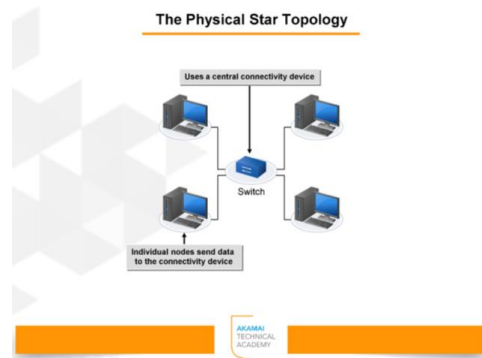 The Physical Star Topology
Uses a central connectivity device
Switch
Individual nodes send data
to the connectivity device
AKAMAI
TECHNICAL
ACADEMY